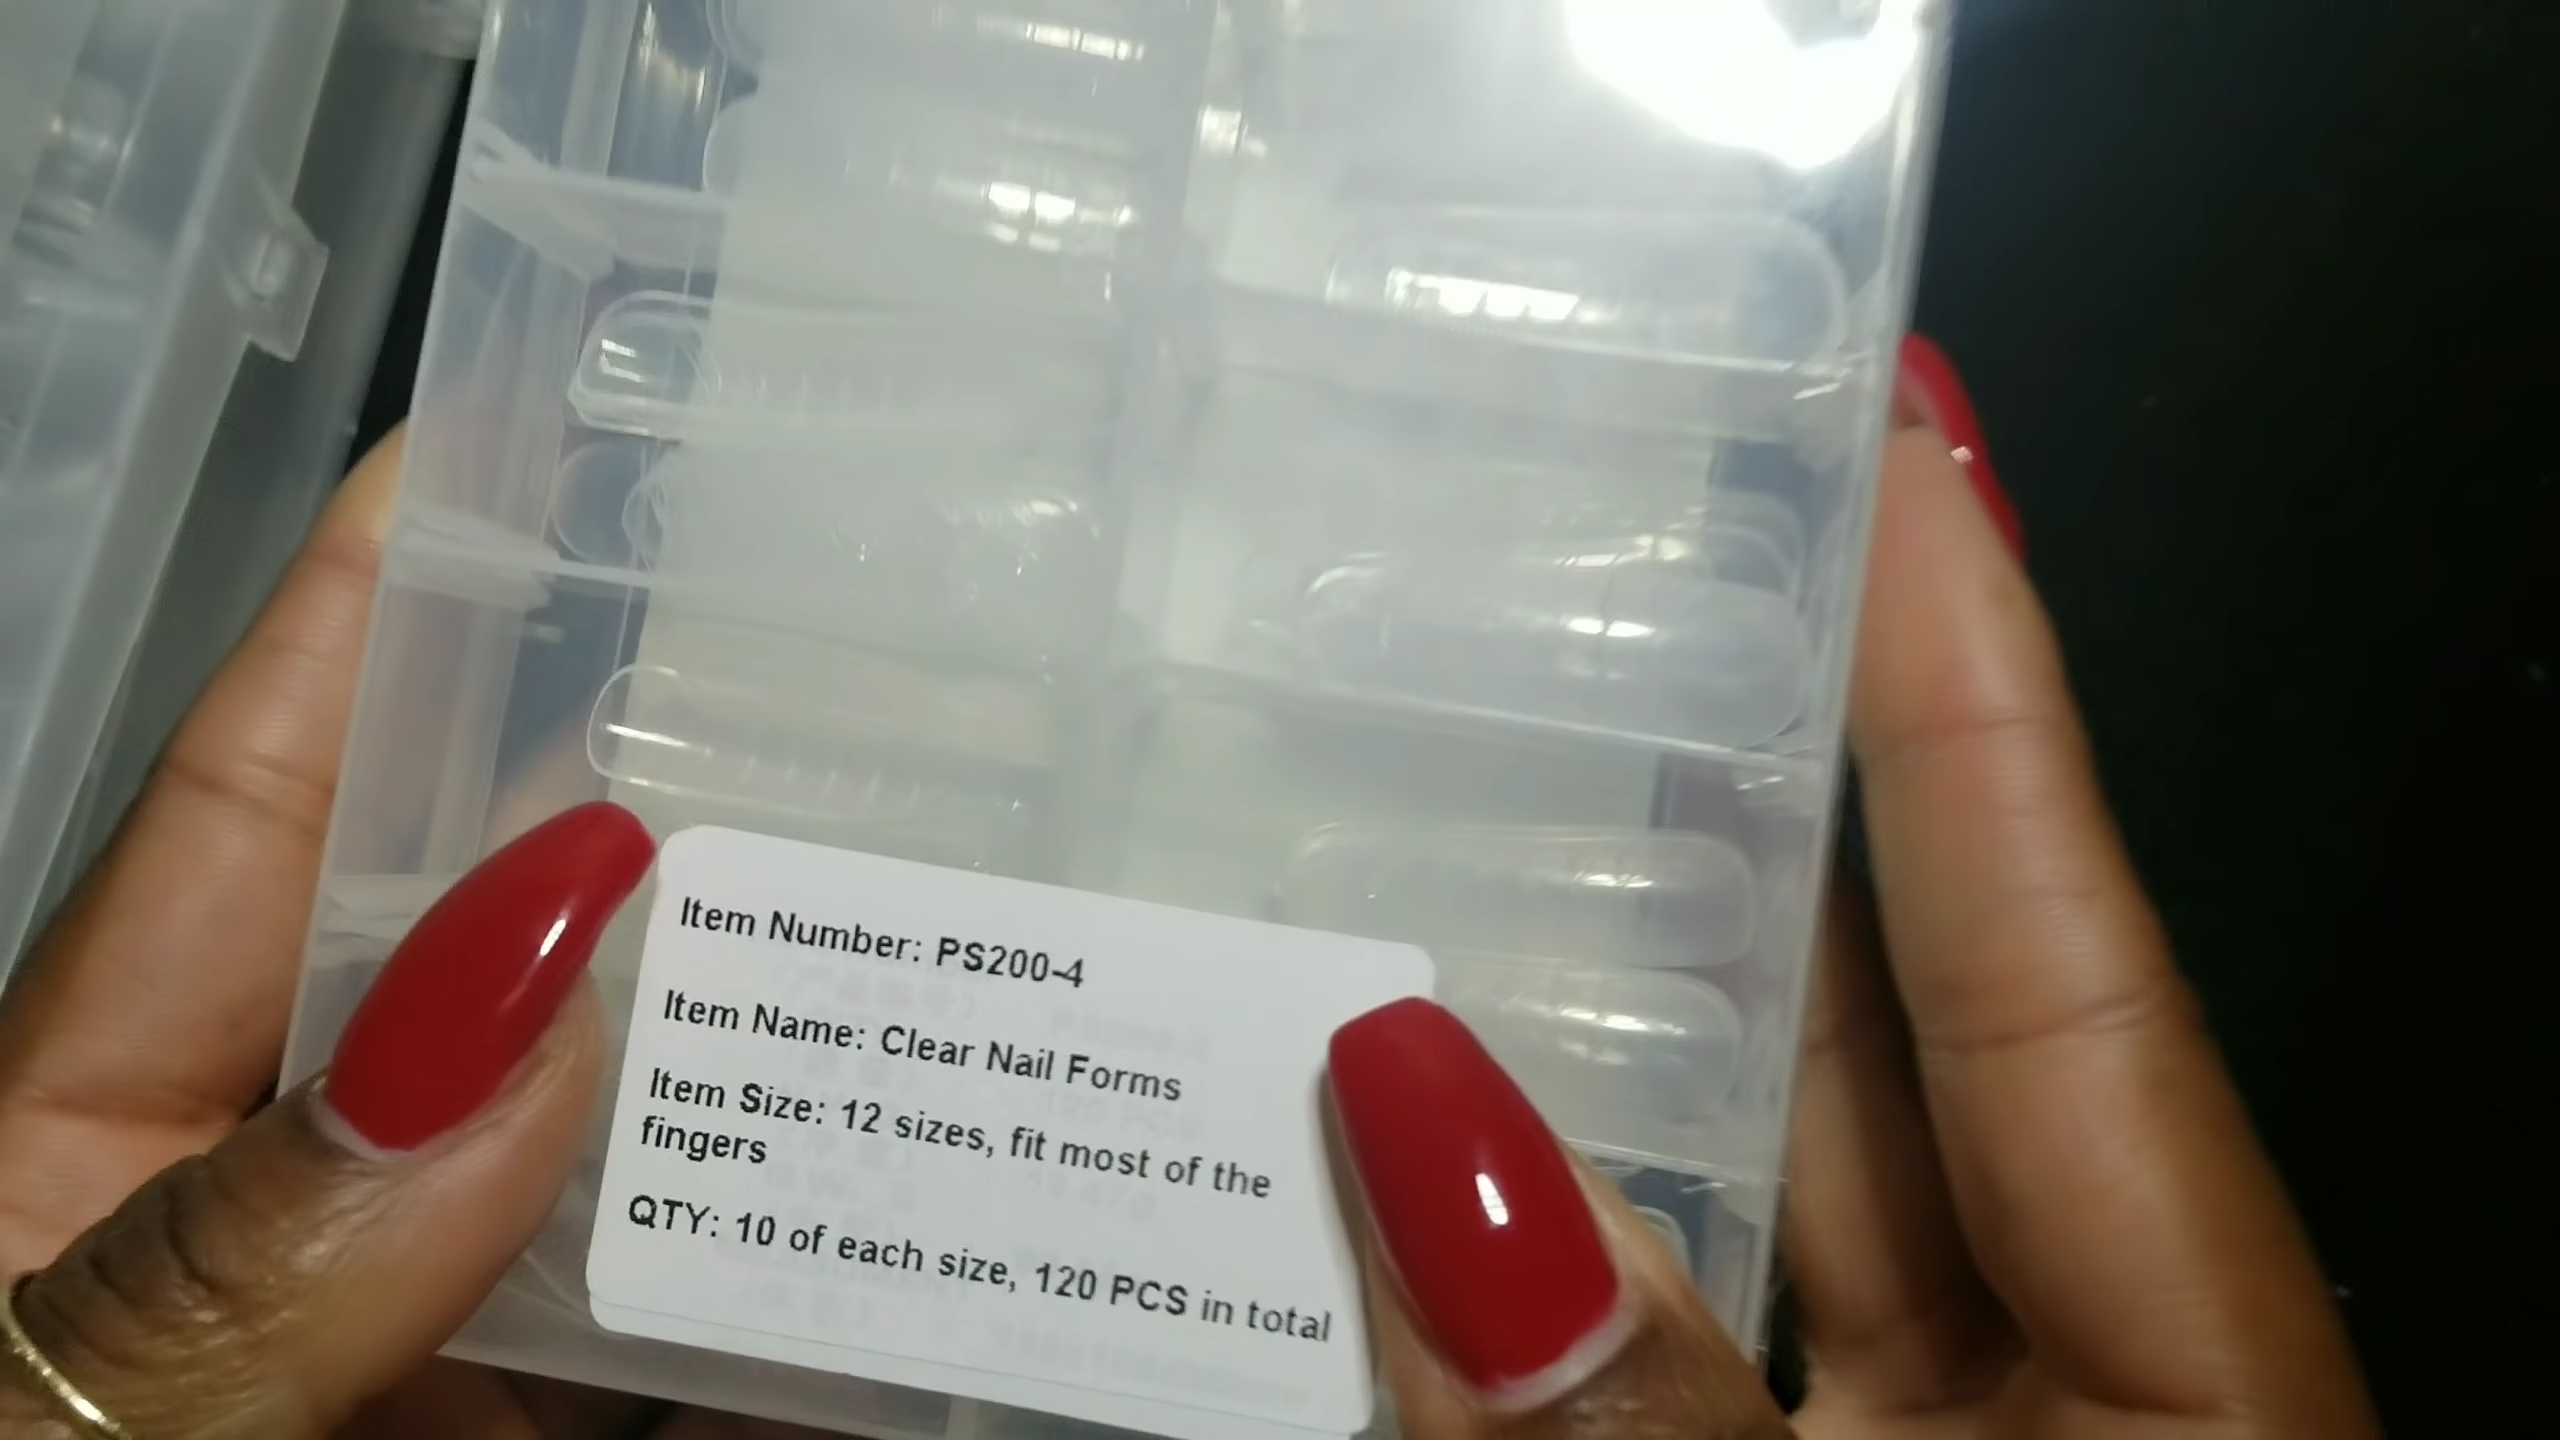 Item Number: PS200-4
Item Name: Clear Nail Forms
Item Size: 12 sizes, fit most of the
fingers
QTY: 10 of each size, 120 PCS in total